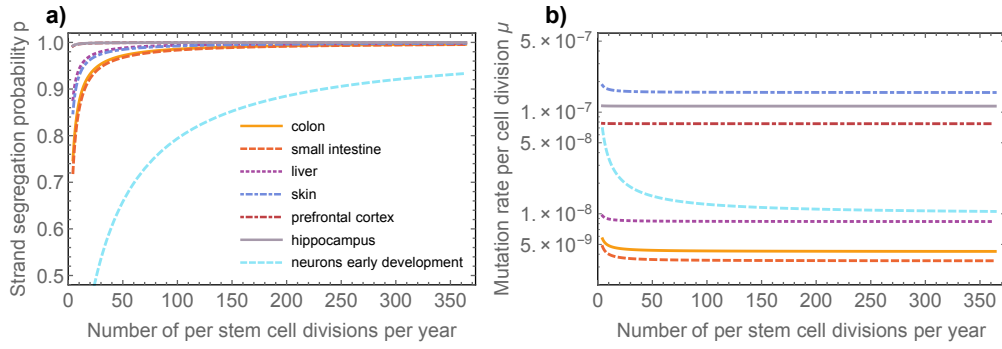 a)
Strand segregation probability p
1.0
0.9
0.8
0.7
0.6
0.5
0 50 100 150 200 250 300 350
Number of per stem cell divisions per year
colon
small intestine
liver
skin
prefrontal cortex
hippocampus
neurons early development
b)
Mutation rate per cell division μ
5. × 10⁻⁷
1. × 10⁻⁷
5. × 10⁻⁸
1. × 10⁻⁸
5. × 10⁻⁹
0 50 100 150 200 250 300 350
Number of per stem cell divisions per year